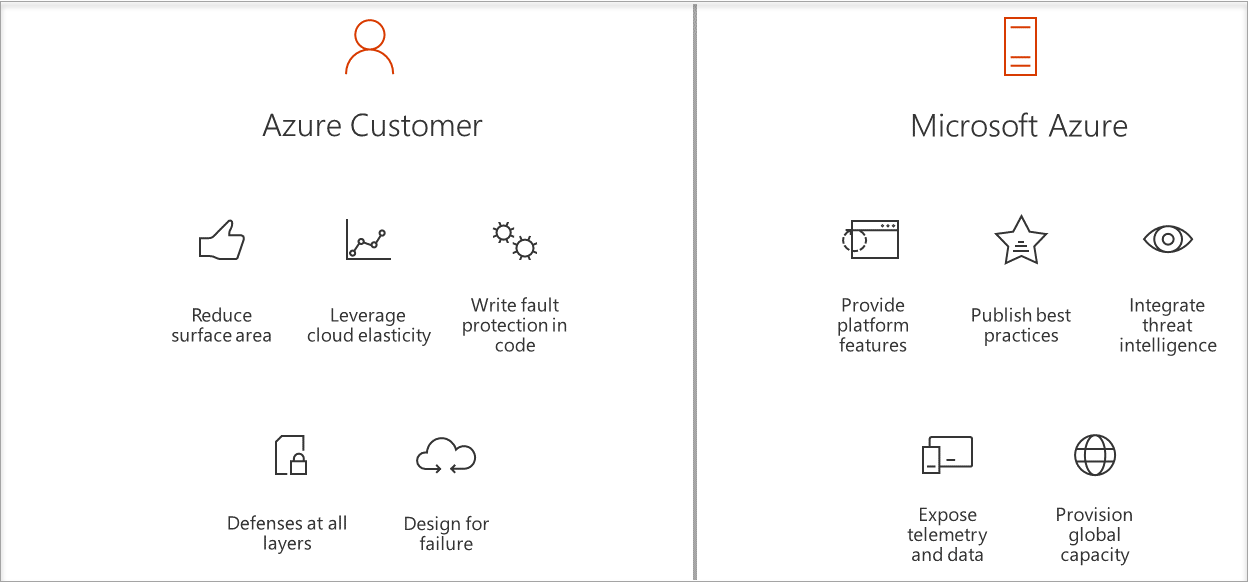 Azure Customer
Reduce
surface area
Leverage
cloud elasticity
Write fault
protection in
code
Defenses at all
layers
Design for
failure
Microsoft Azure
Provide
platform
features
Publish best
practices
Integrate
threat
intelligence
Expose
telemetry
and data
Provision
global
capacity